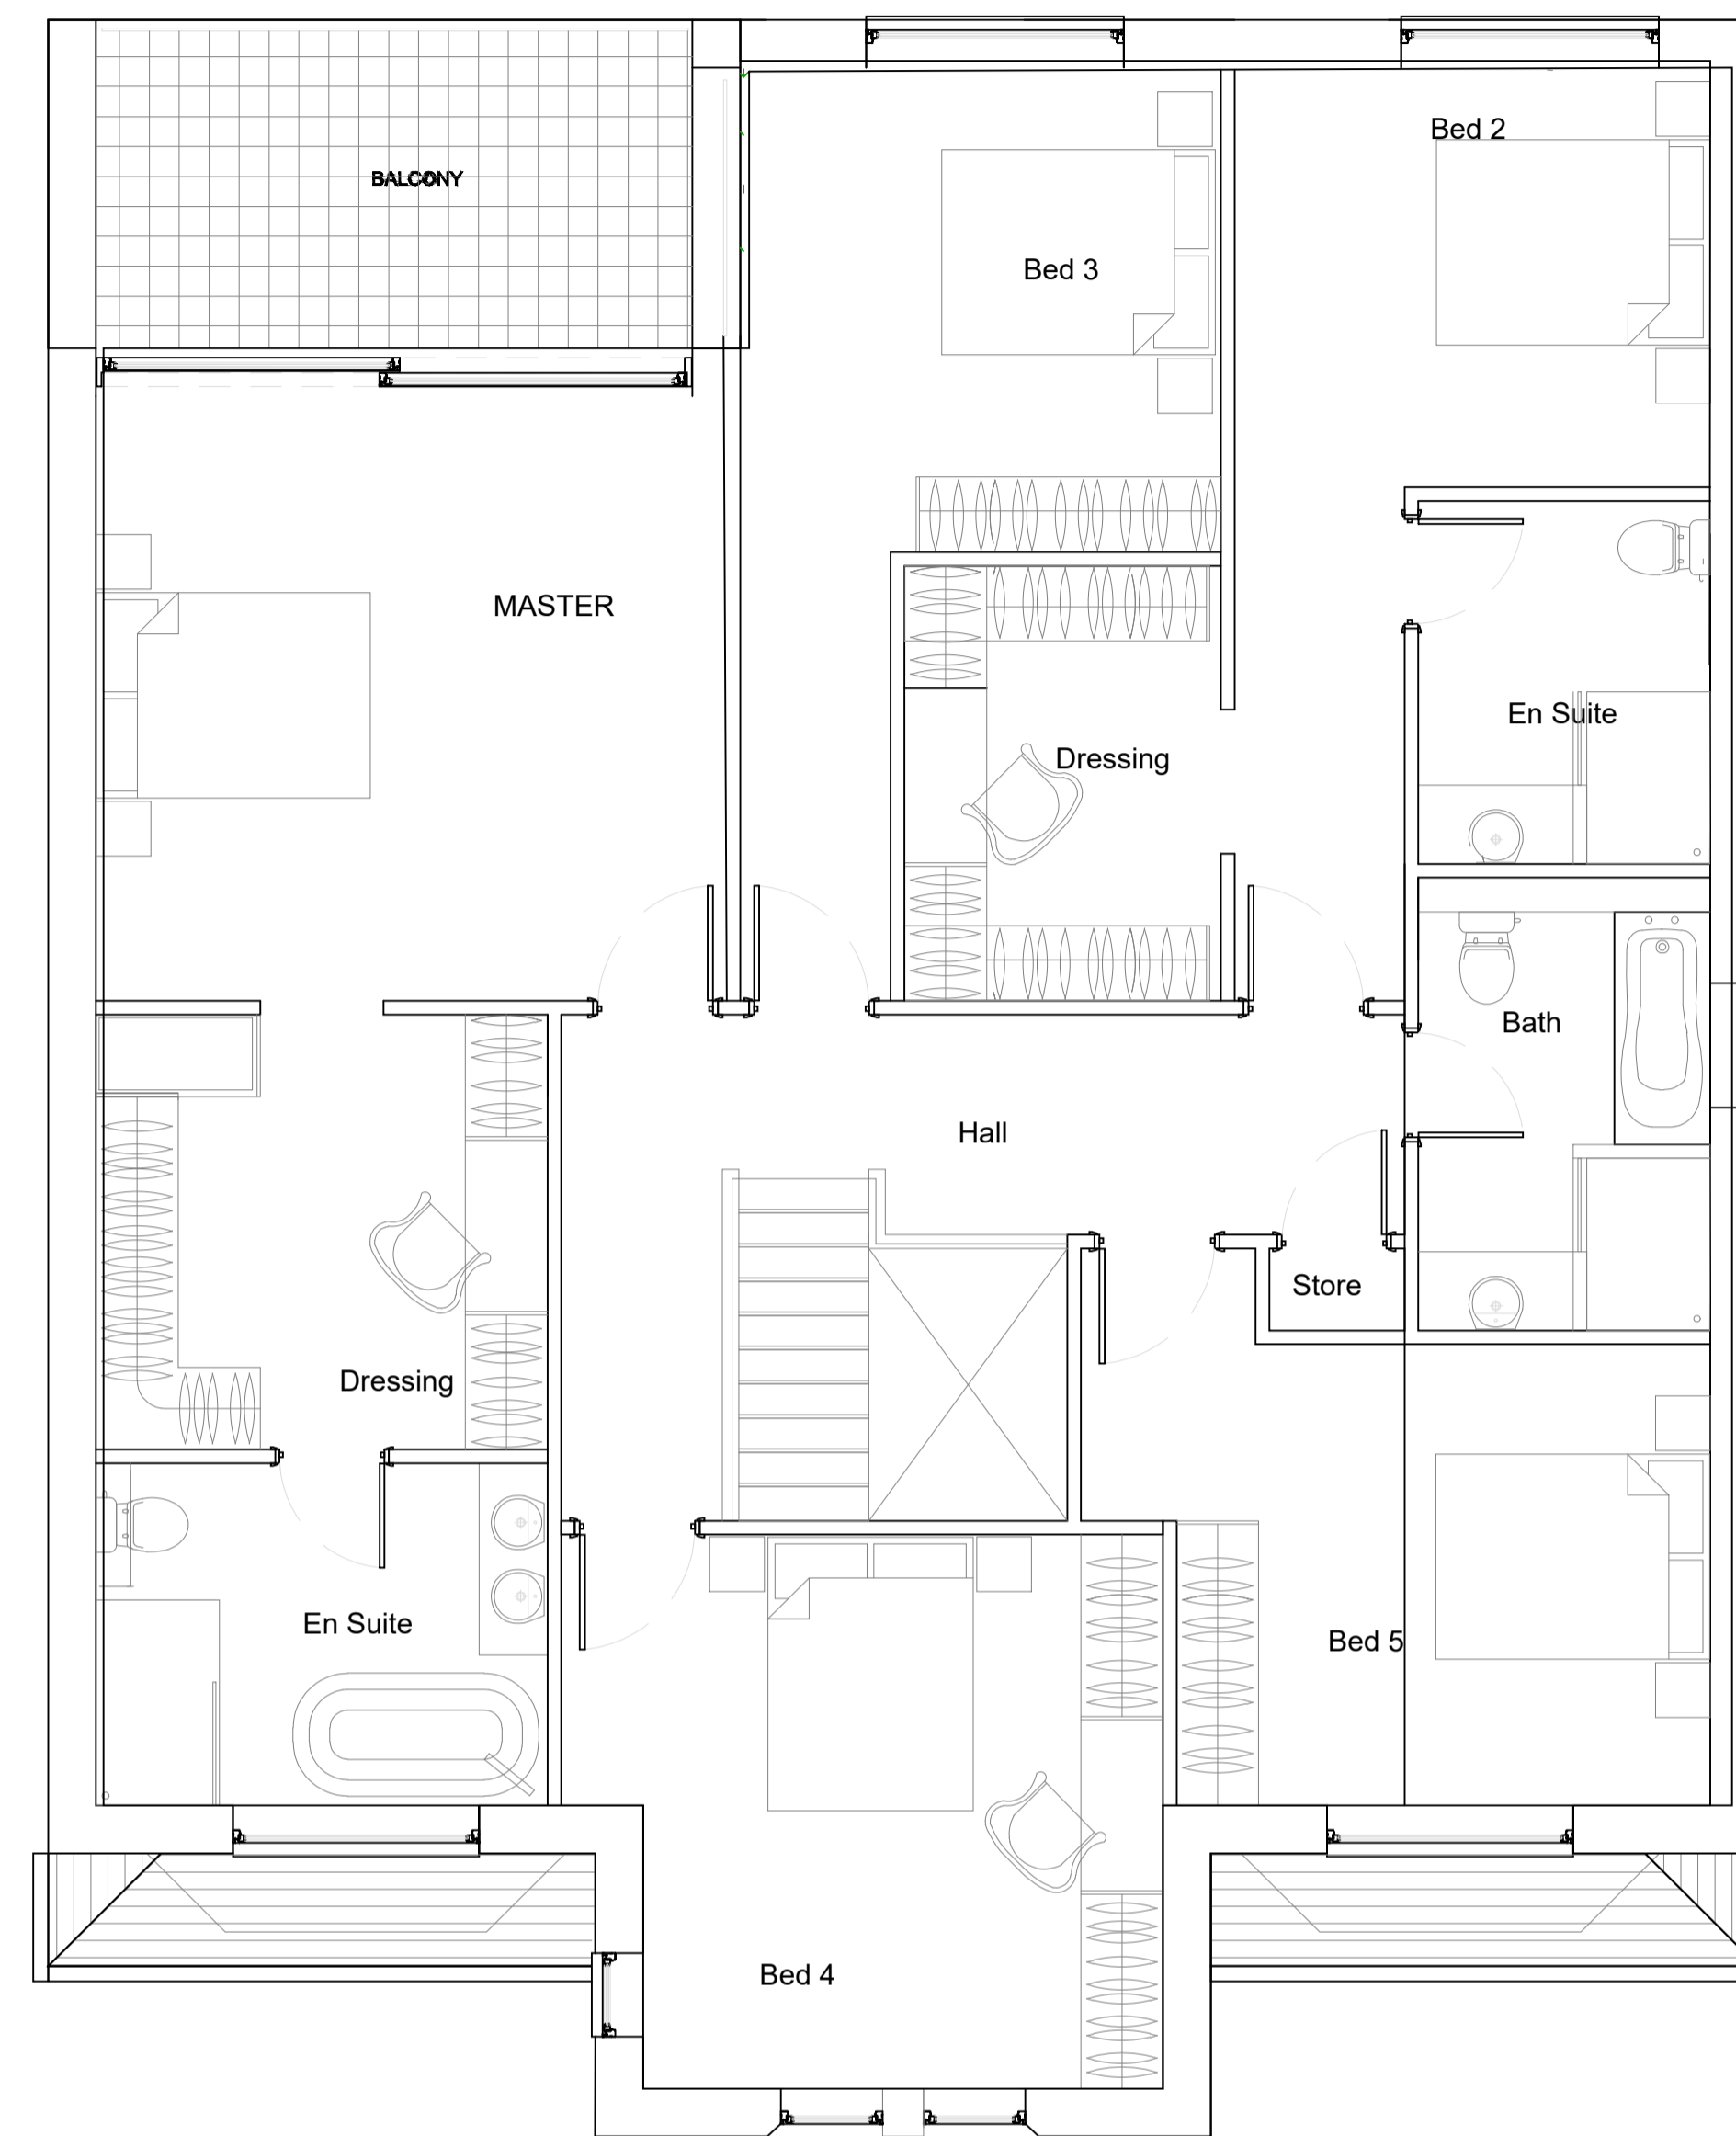 Bed 2
BALCONY
Bed 3
MASTER
En Suite
Dressing
Bath
Hall
Store
Dressing
En Suite
Bed 5
Bed 4